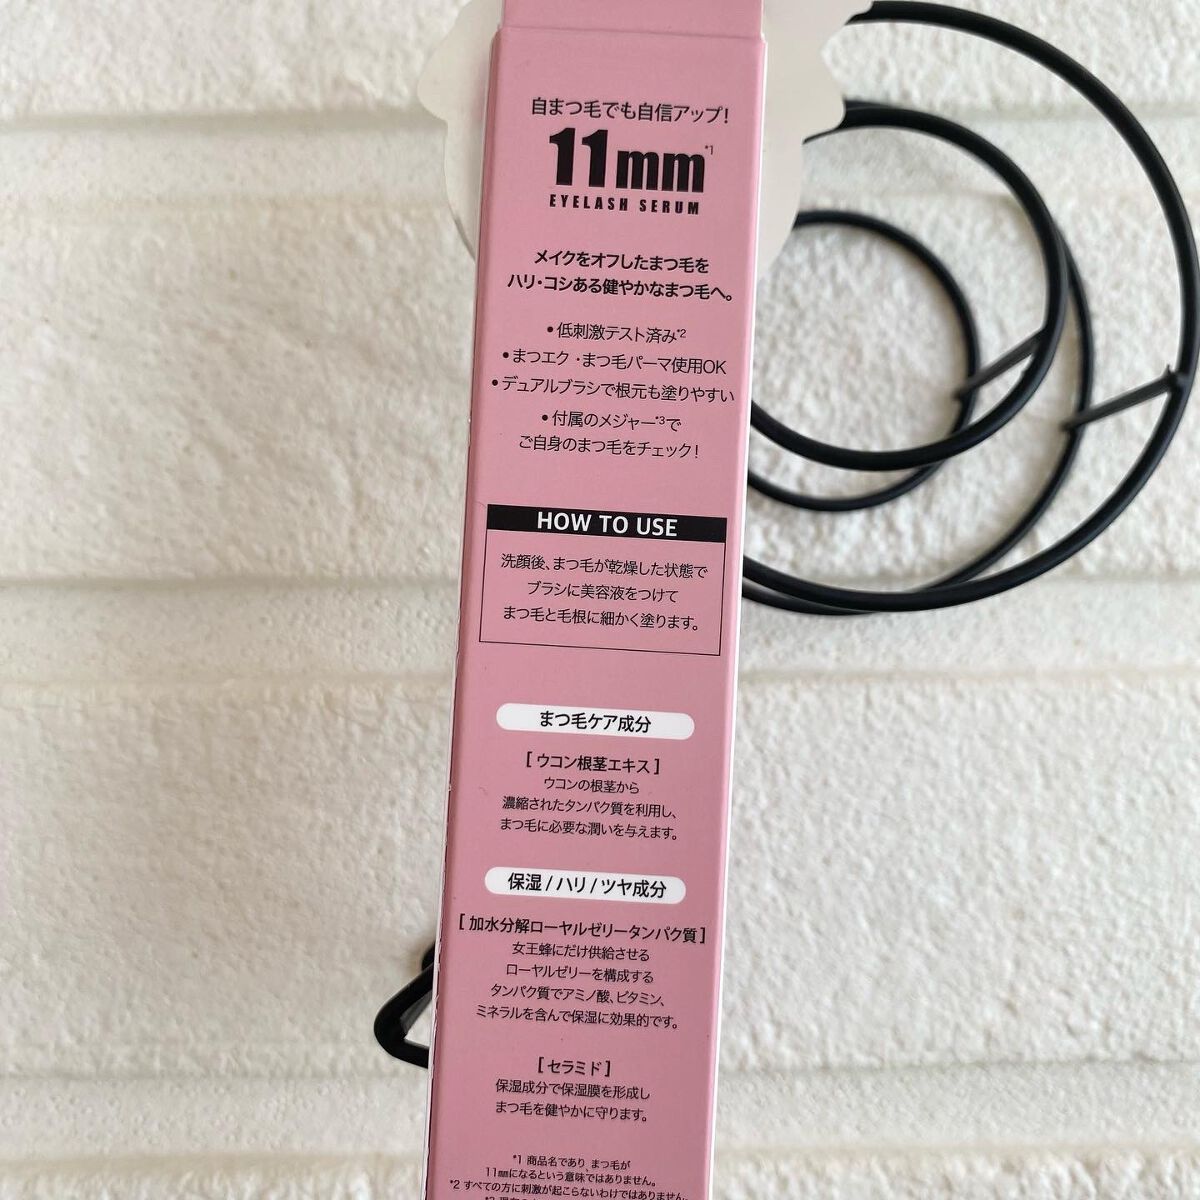 自まつ毛でも自信アップ!
11mm*1
EYELASH SERUM
メイクをオフしたまつ毛を
ハリ・コシある健やかなまつ毛へ。
• 低刺激テスト済み*2
• まつエク・まつ毛パーマ使用OK
• デュアルブラシで根元も塗りやすい
• 付属のメジャー*3で
ご自身のまつ毛をチェック!
HOW TO USE
洗顔後、まつ毛が乾燥した状態で
ブラシに美容液をつけて
まつ毛と毛根に細かく塗ります。
まつ毛ケア成分
[ ウコン根茎エキス ]
ウコンの根茎から
濃縮されたタンパク質を利用し、
まつ毛に必要な潤いを与えます。
保湿 / ハリ / ツヤ成分
[ 加水分解ローヤルゼリータンパク質 ]
女王蜂にだけ供給させる
ローヤルゼリーを構成する
タンパク質でアミノ酸、ビタミン、
ミネラルを含んで保湿に効果的です。
[ セラミド ]
保湿成分で保湿膜を形成し
まつ毛を健やかに守ります。
*1 商品名であり、まつ毛が
11mmになるという意味ではありません。
*2 すべての方に刺激が起こらないわけではありません。